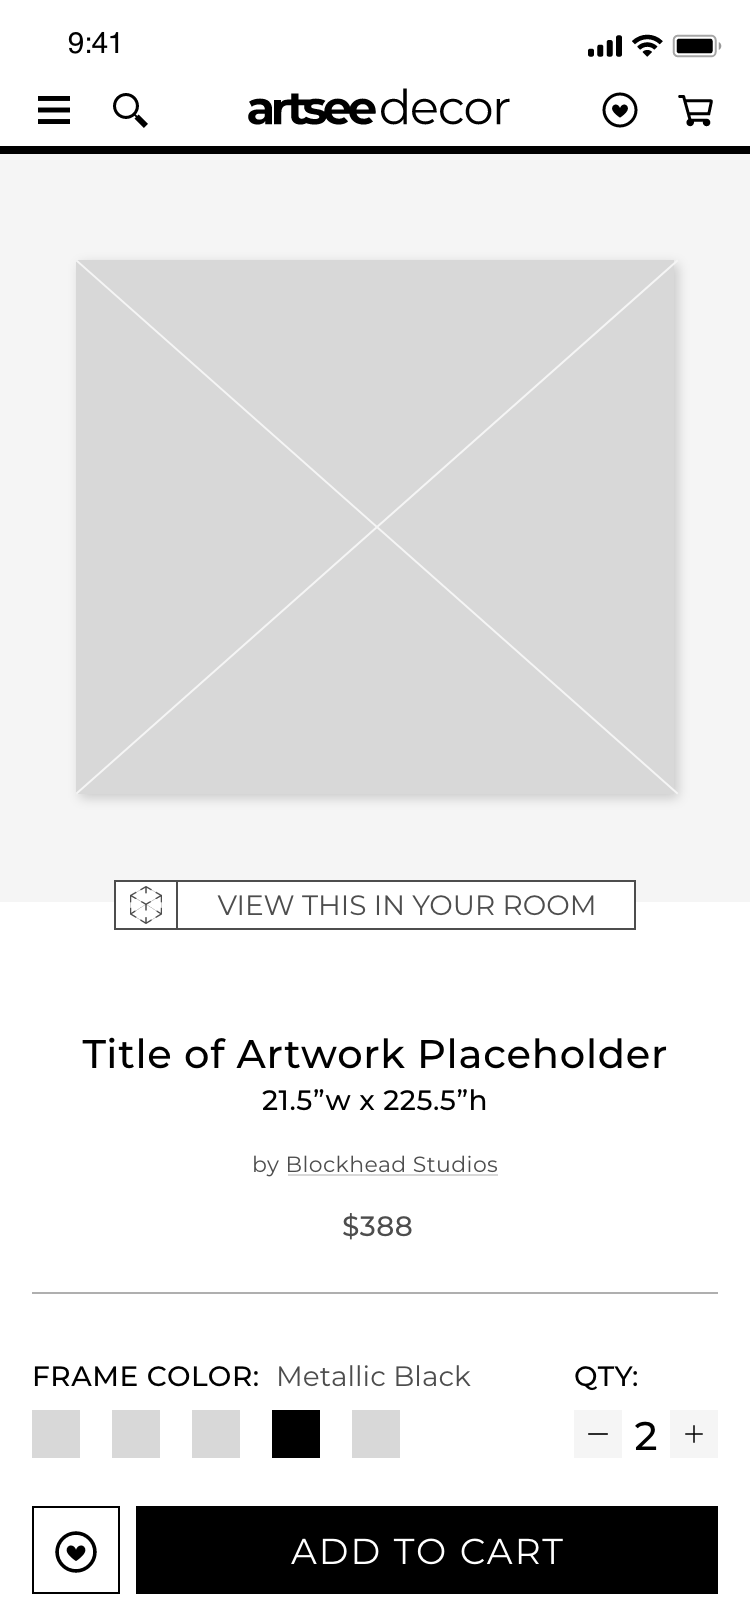 9:41
artseedecor
VIEW THIS IN YOUR ROOM
Title of Artwork Placeholder
21.5”w x 225.5”h
by Blockhead Studios
$388
FRAME COLOR: Metallic Black
QTY:
2
ADD TO CART